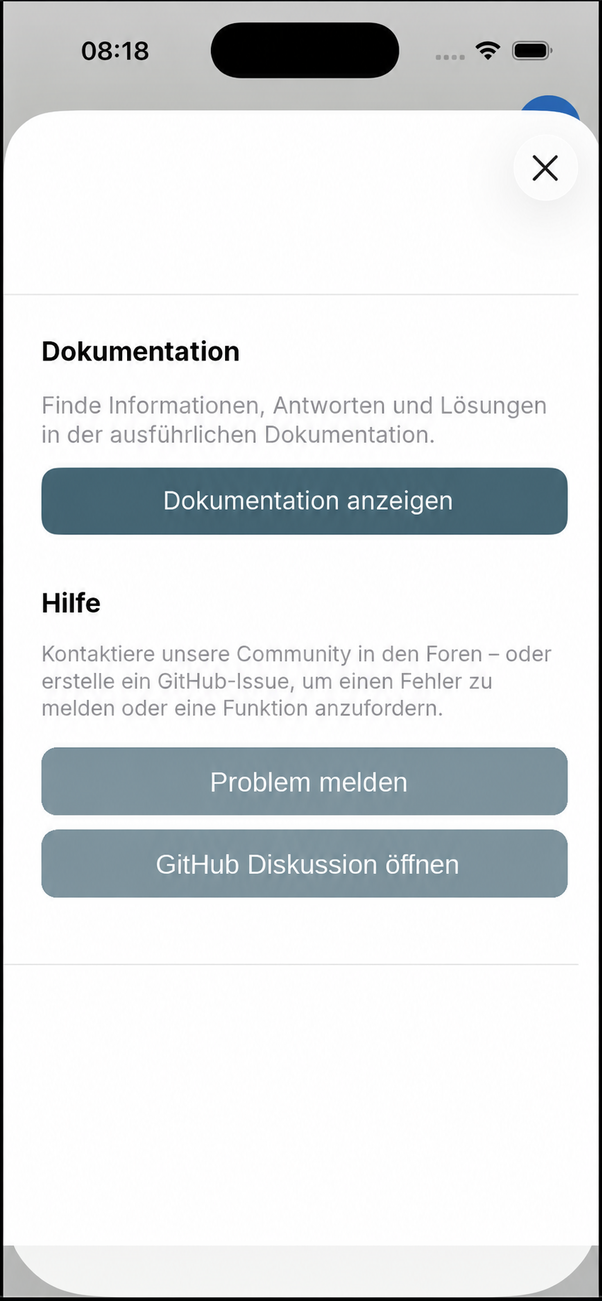 08:18
Dokumentation
Finde Informationen, Antworten und Lösungen
in der ausführlichen Dokumentation.
Dokumentation anzeigen
Hilfe
Kontaktiere unsere Community in den Foren – oder
erstelle ein GitHub-Issue, um einen Fehler zu
melden oder eine Funktion anzufordern.
Problem melden
GitHub Diskussion öffnen